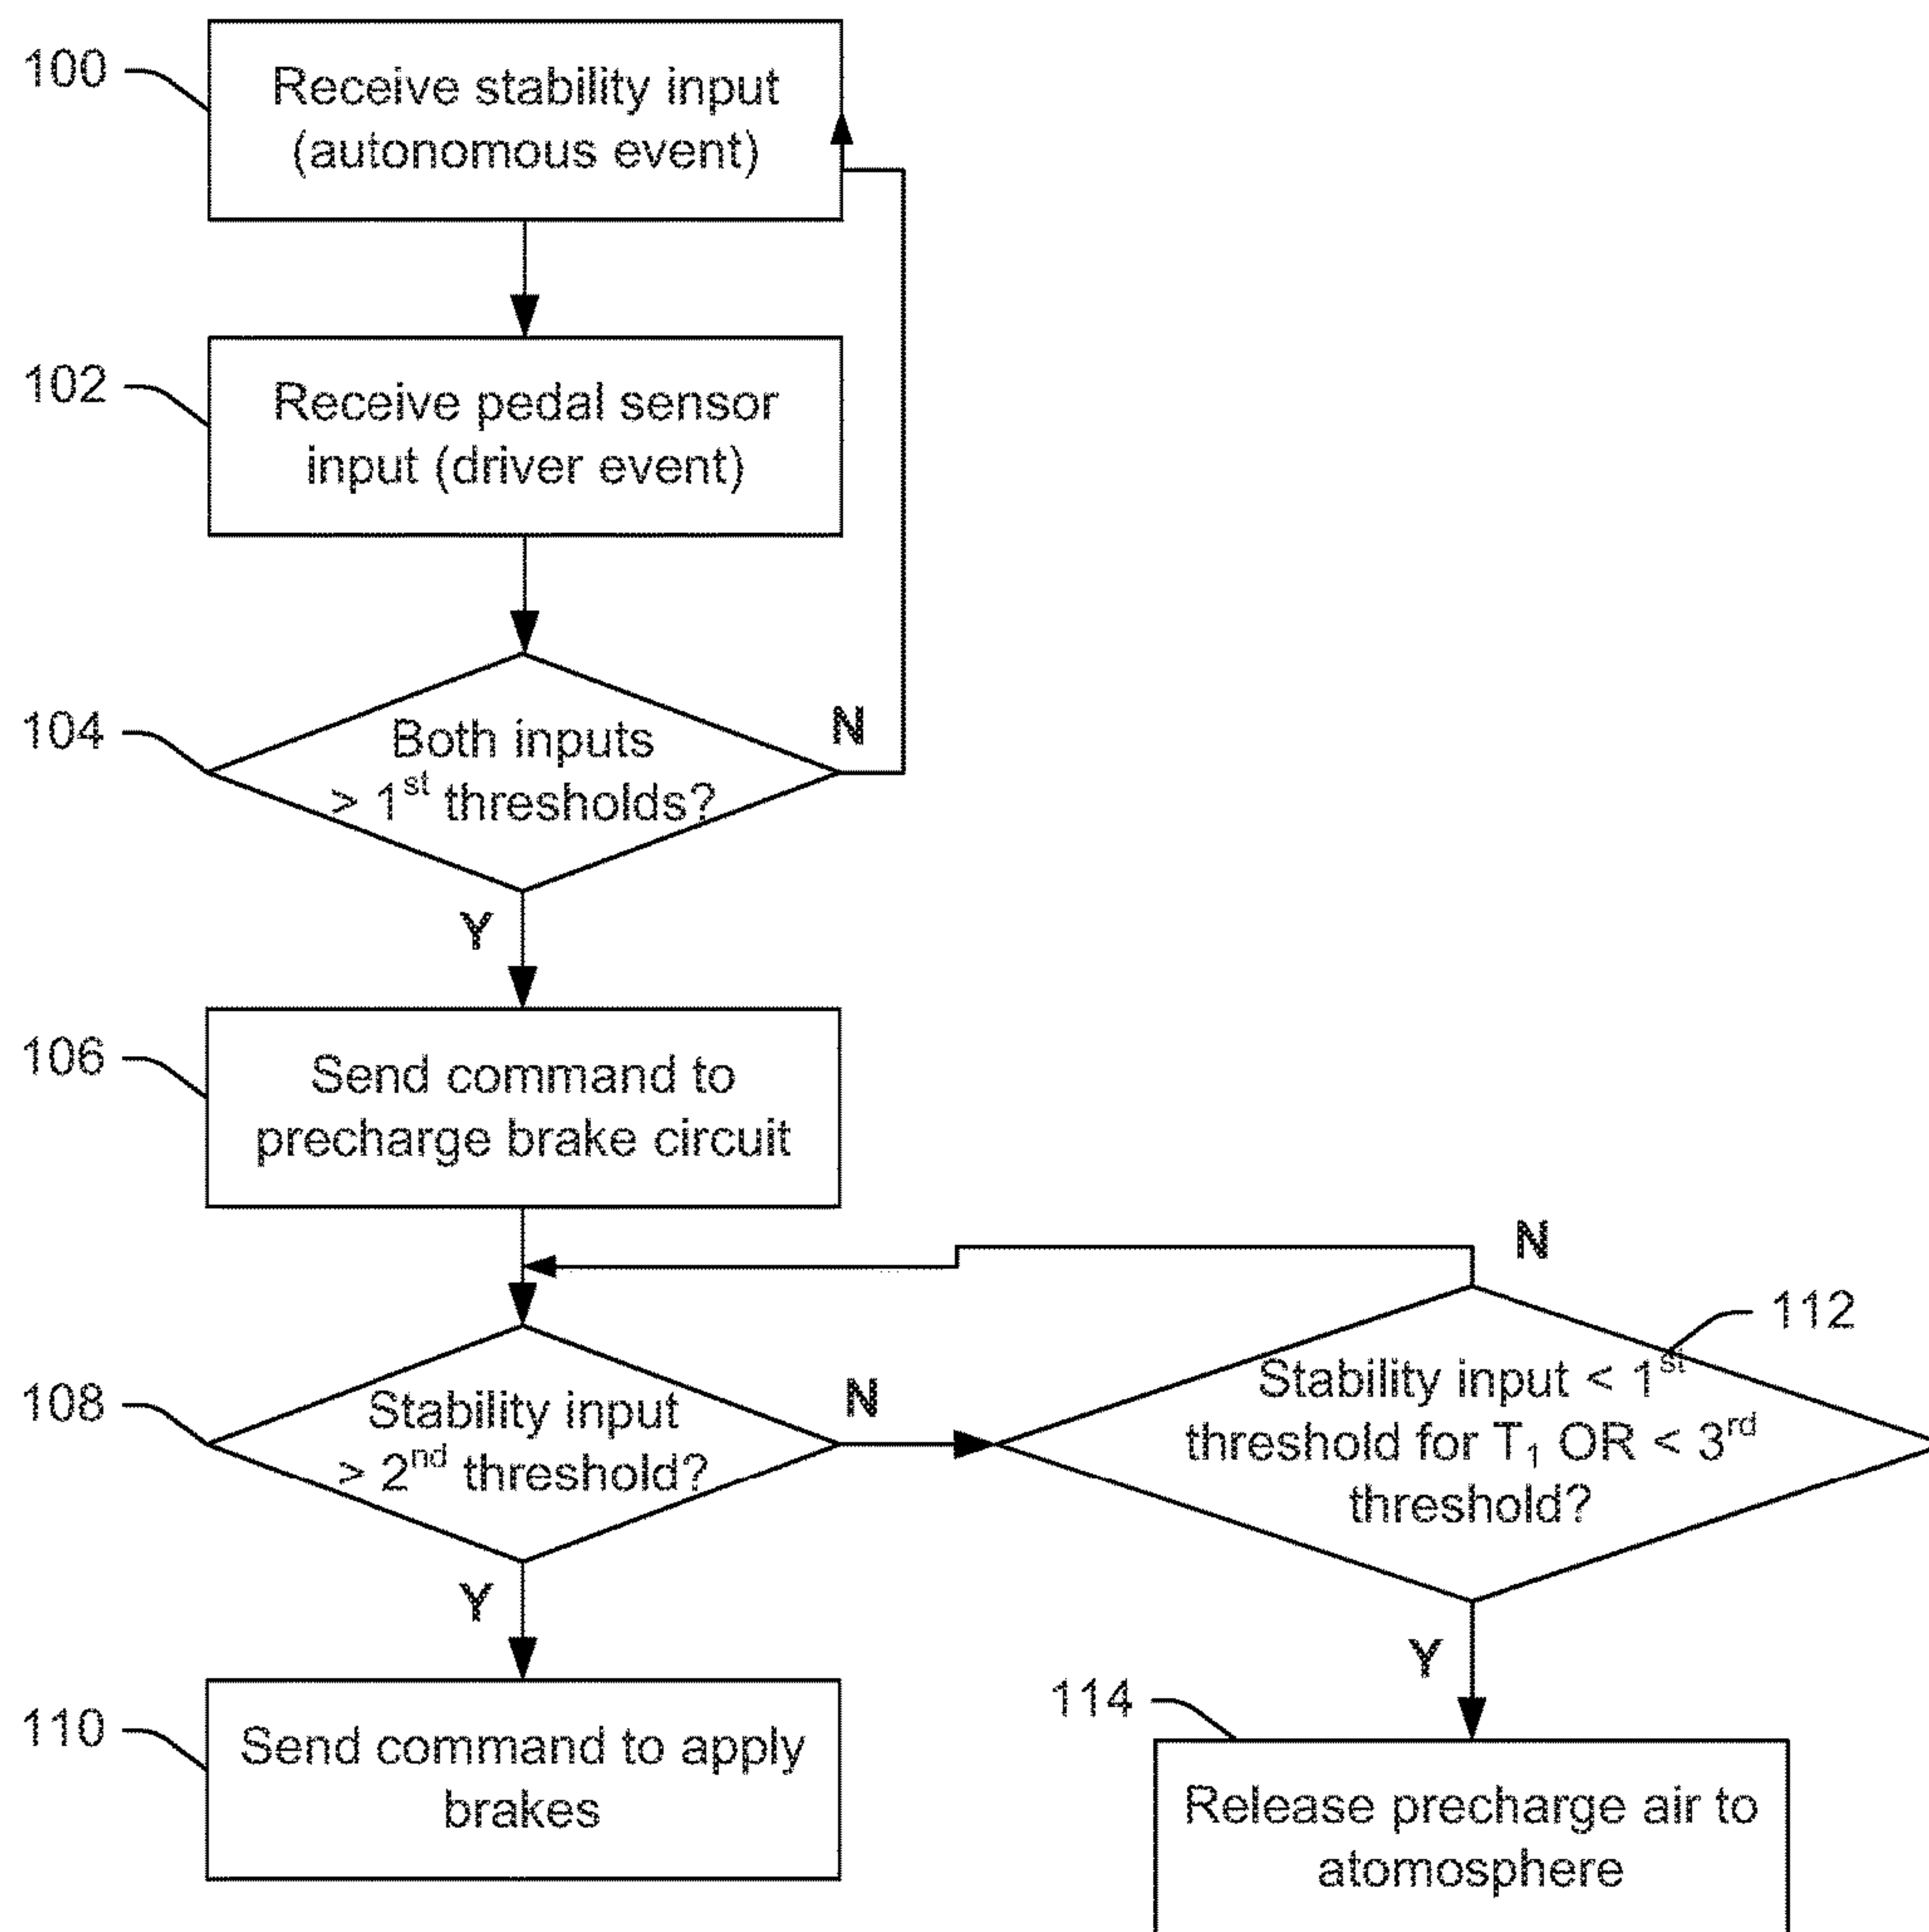 100
Receive stability input
(autonomous event)
102
Receive pedal sensor
input (driver event)
104
Both inputs
> 1st thresholds?
N
Y
106
Send command to
precharge brake circuit
N
112
108
Stability input
> 2nd threshold?
N
Stability input < 1st
threshold for T1 OR < 3rd
threshold?
Y
Y
110
Send command to apply
brakes
114
Release precharge air to
atomosphere